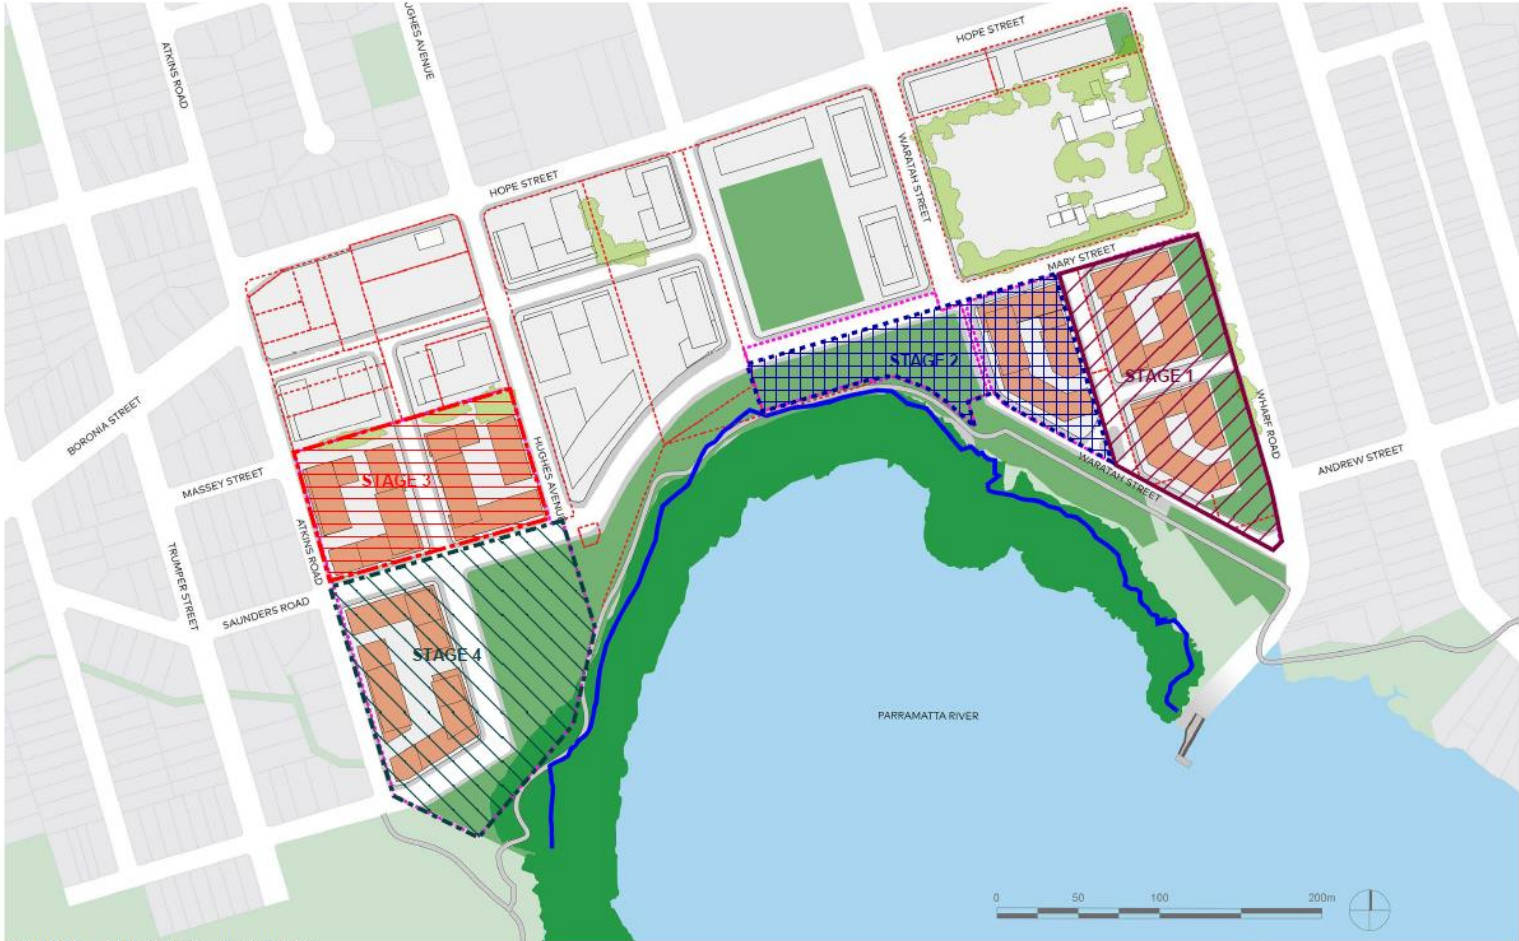 HOPE STREET
ATKINS ROAD
HUGHES AVENUE
WARATAH STREET
HOPE STREET
MARY STREET
STAGE 2
STAGE 1
BORONIA STREET
WHARF ROAD
ANDREW STREET
MASSEY STREET
STAGE 3
HUGHES AVENUE
WARATAH STREET
ATKINS ROAD
TRUMPER STREET
SAUNDERS ROAD
STAGE 4
PARRAMATTA RIVER
0 50 100 200m